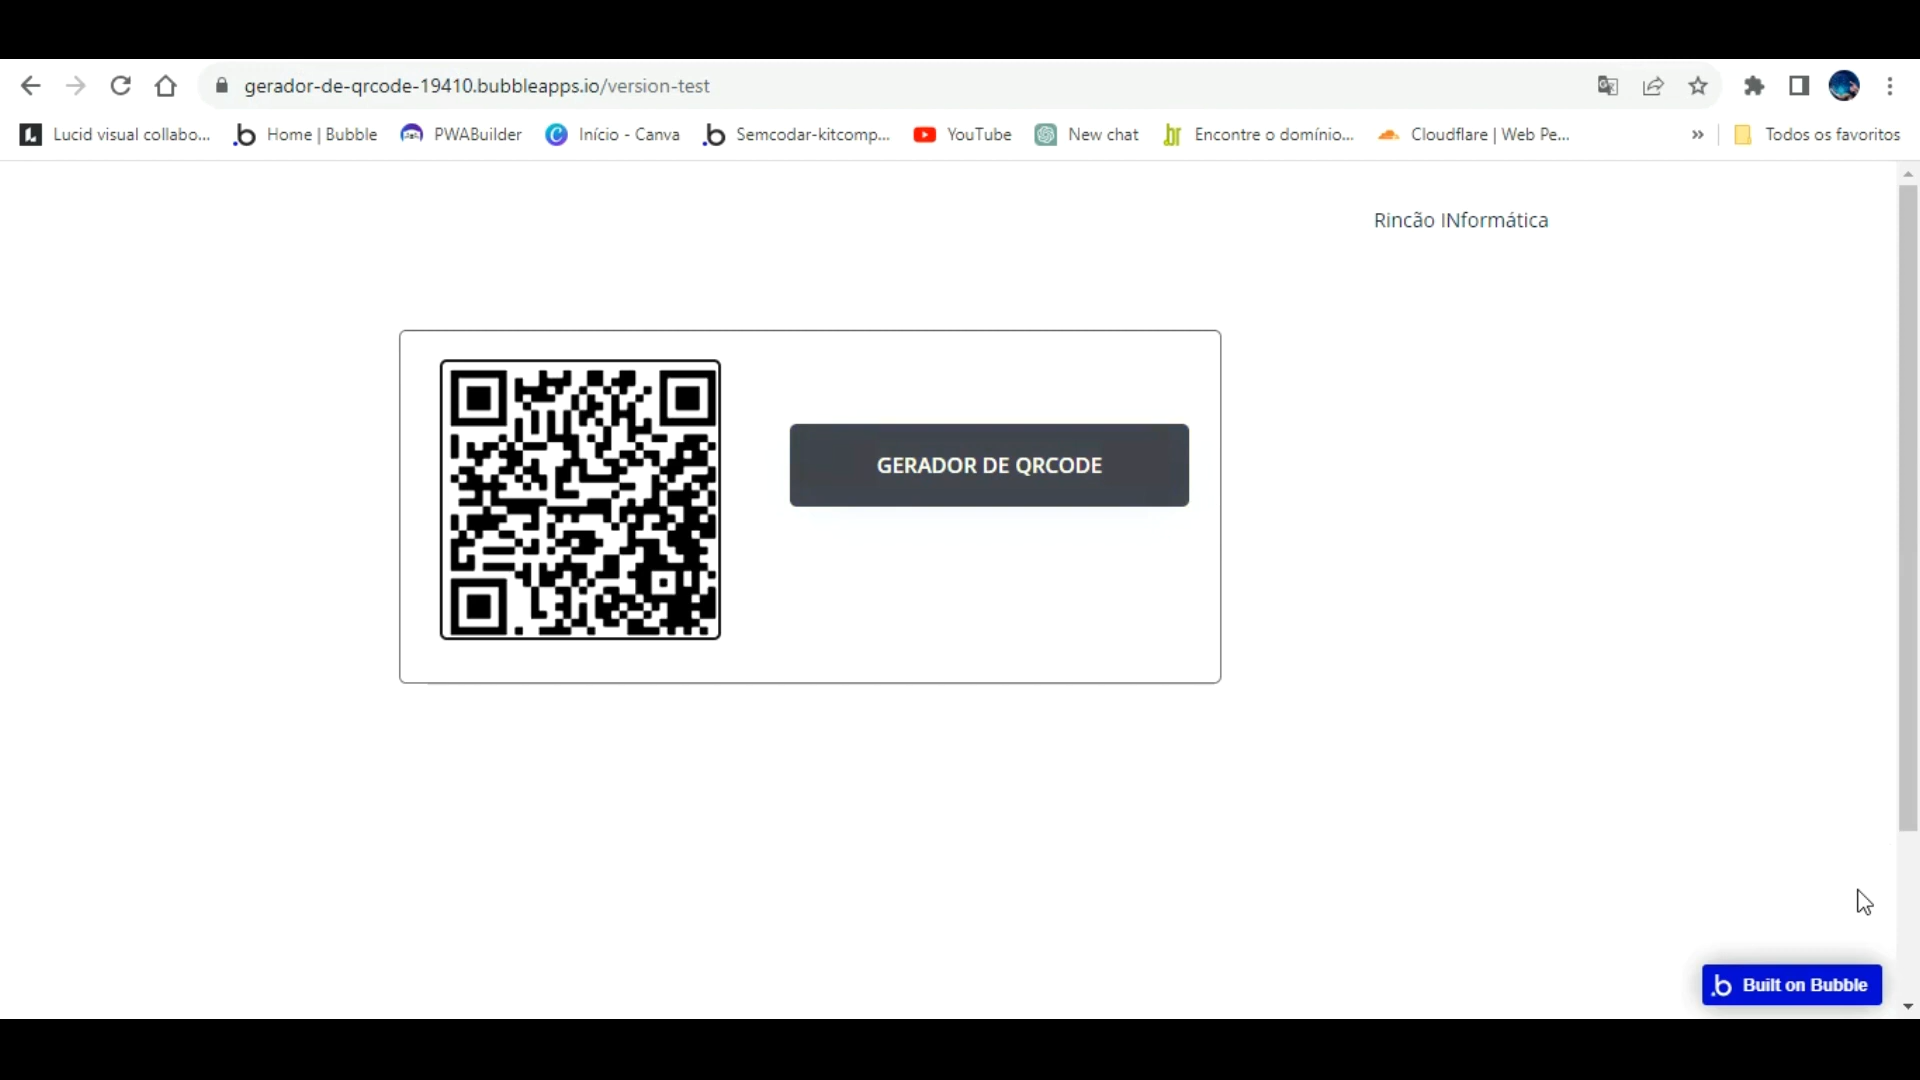 gerador-de-qrcode-19410.bubbleapps.io/version-test
Lucid visual collabo... Home | Bubble PWABuilder Início - Canva Semcodar-kitcomp... YouTube New chat Encontre o domínio... Cloudflare | Web Pe... » Todos os favoritos
Rincão INformática
GERADOR DE QRCODE
Built on Bubble